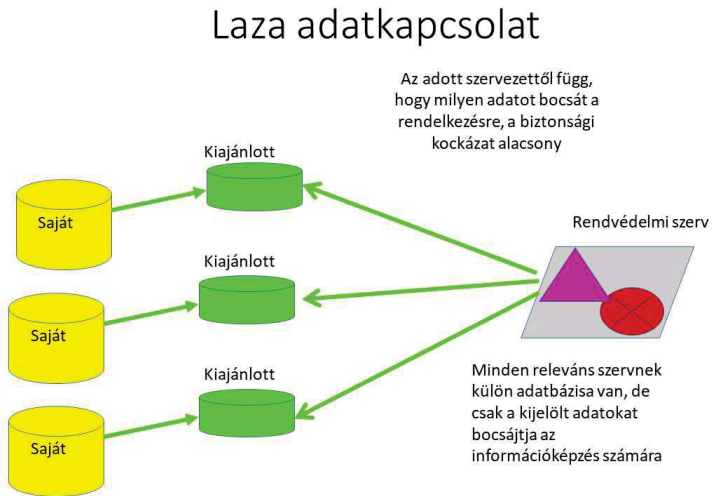 Laza adatkapcsolat
Az adott szervezettől függ,
hogy milyen adatot bocsát a
rendelkezésre, a biztonsági
kockázat alacsony
Kiajánlott
Saját
Rendvédelmi szerv
Kiajánlott
Saját
Kiajánlott
Saját
Minden releváns szervnek
külön adatbázisa van, de
csak a kijelölt adatokat
bocsájtja az
információképzés számára